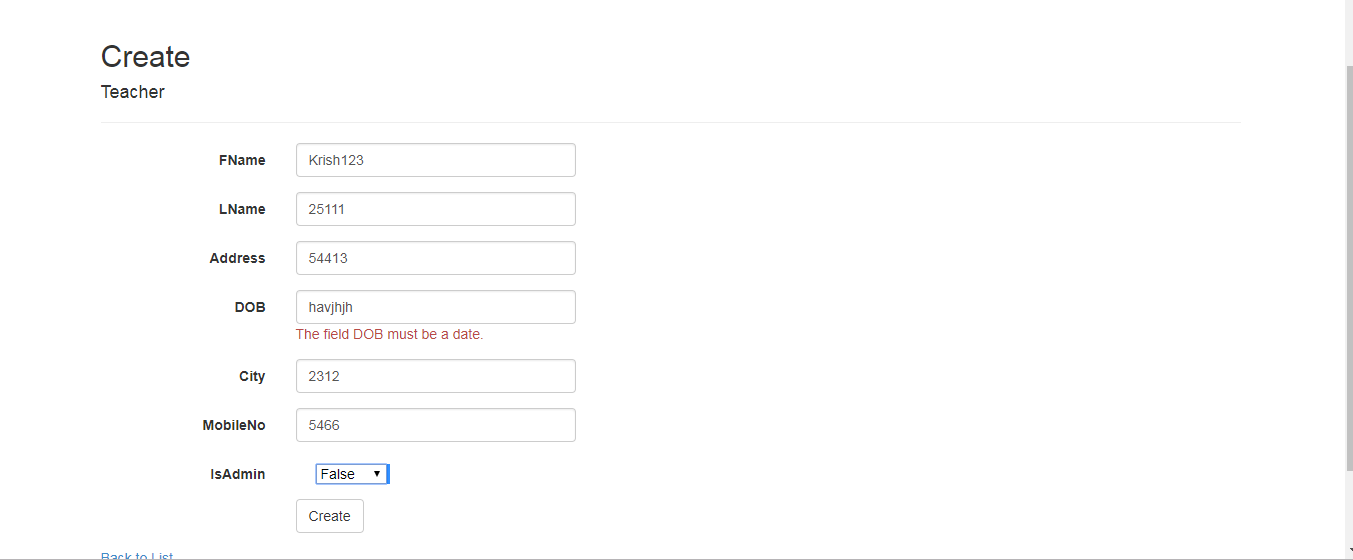 Create
Teacher
FName Krish123
LName 25111
Address 54413
DOB havjhjh
The field DOB must be a date.
City 2312
MobileNo 5466
IsAdmin False
Create
Back to List